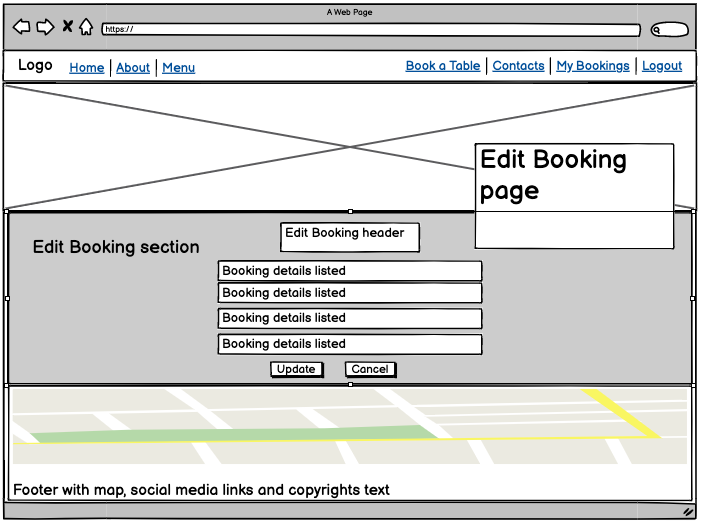 A Web Page
https://
Logo Home About Menu Book a Table Contacts My Bookings Logout
Edit Booking
page
Edit Booking header
Edit Booking section
Booking details listed
Booking details listed
Booking details listed
Booking details listed
Update Cancel
Footer with map, social media links and copyrights text